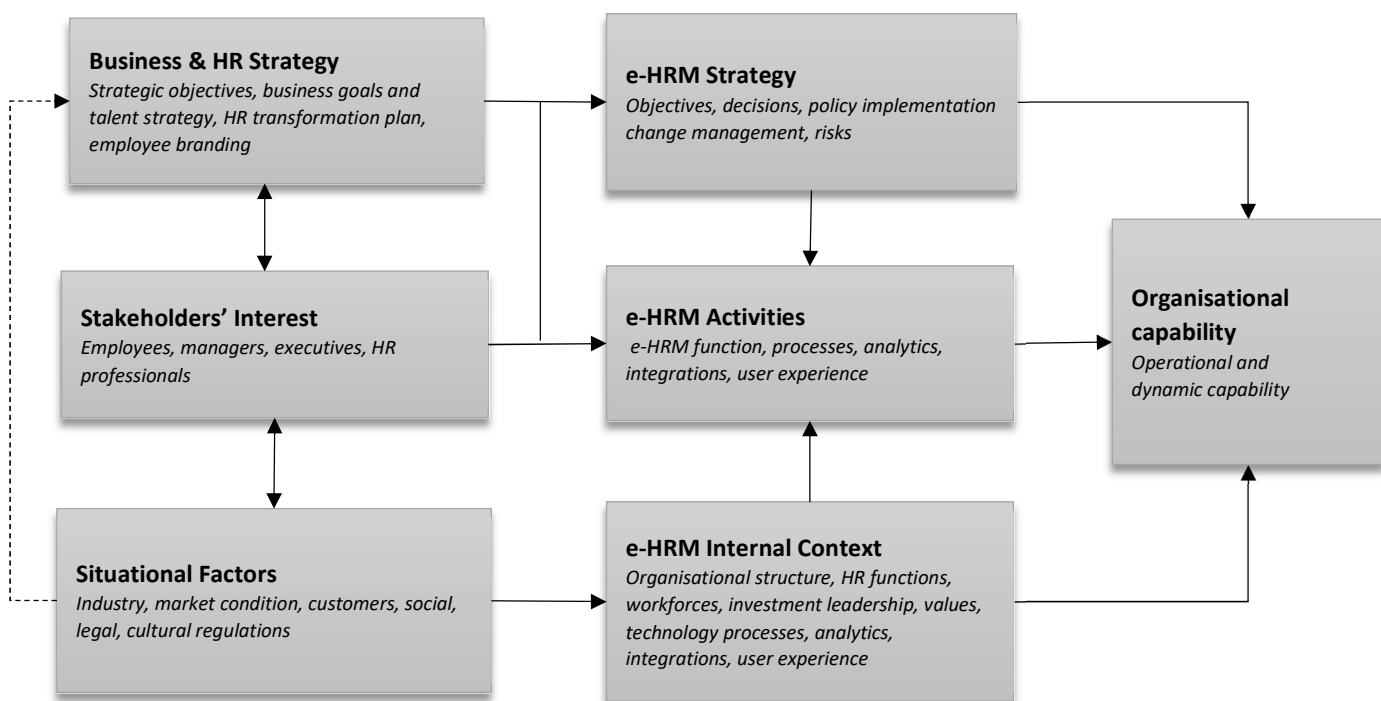 Business & HR Strategy
Strategic objectives, business goals and
talent strategy, HR transformation plan,
employee branding
e-HRM Strategy
Objectives, decisions, policy implementation
change management, risks
Stakeholders’ Interest
Employees, managers, executives, HR
professionals
e-HRM Activities
e-HRM function, processes, analytics,
integrations, user experience
Organisational
capability
Operational and
dynamic capability
Situational Factors
Industry, market condition, customers, social,
legal, cultural regulations
e-HRM Internal Context
Organisational structure, HR functions,
workforces, investment leadership, values,
technology processes, analytics,
integrations, user experience